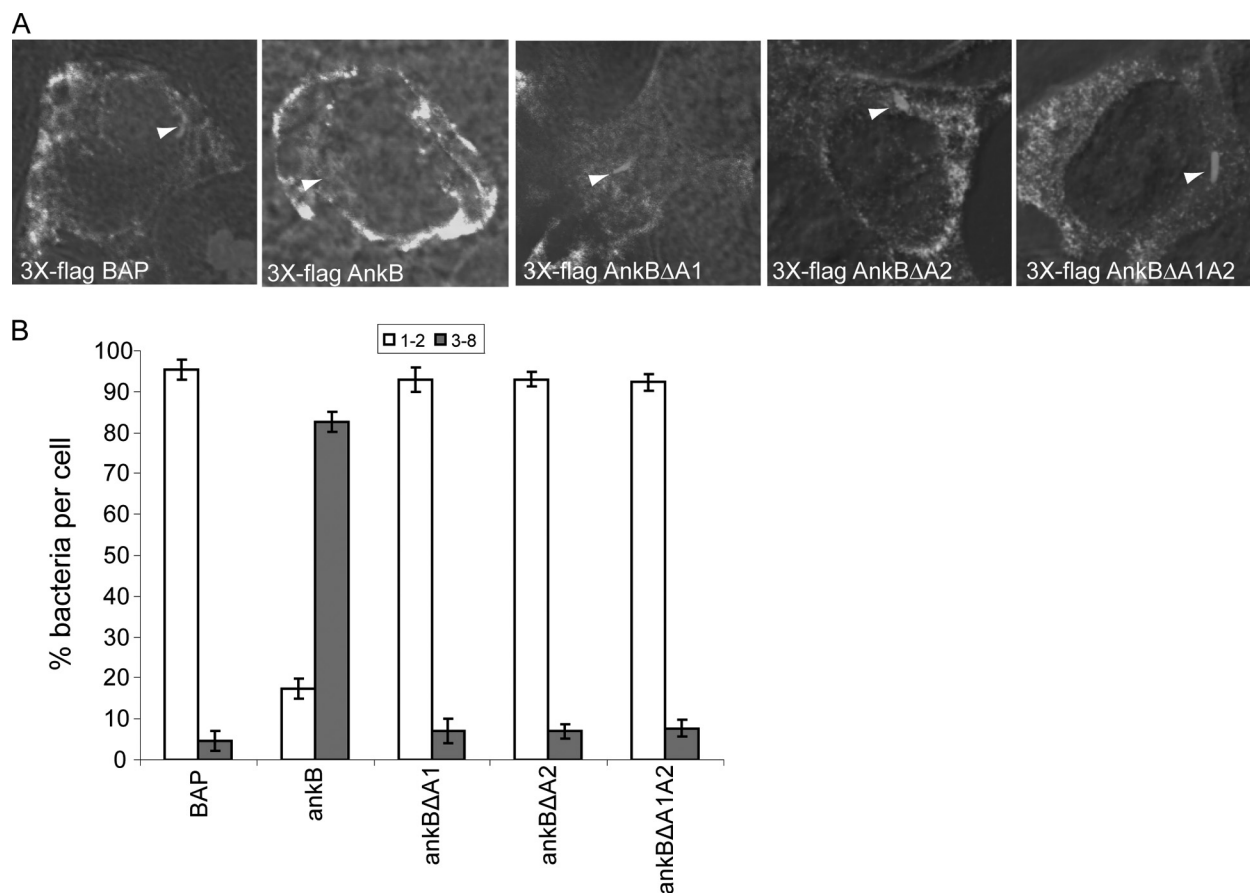 A
3X-flag BAP
3X-flag AnkB
3X-flag AnkBΔA1
3X-flag AnkBΔA2
3X-flag AnkBΔA1A2
B
1-2
3-8
% bacteria per cell
100
90
80
70
60
50
40
30
20
10
0
BAP
ankB
ankBΔA1
ankBΔA2
ankBΔA1A2